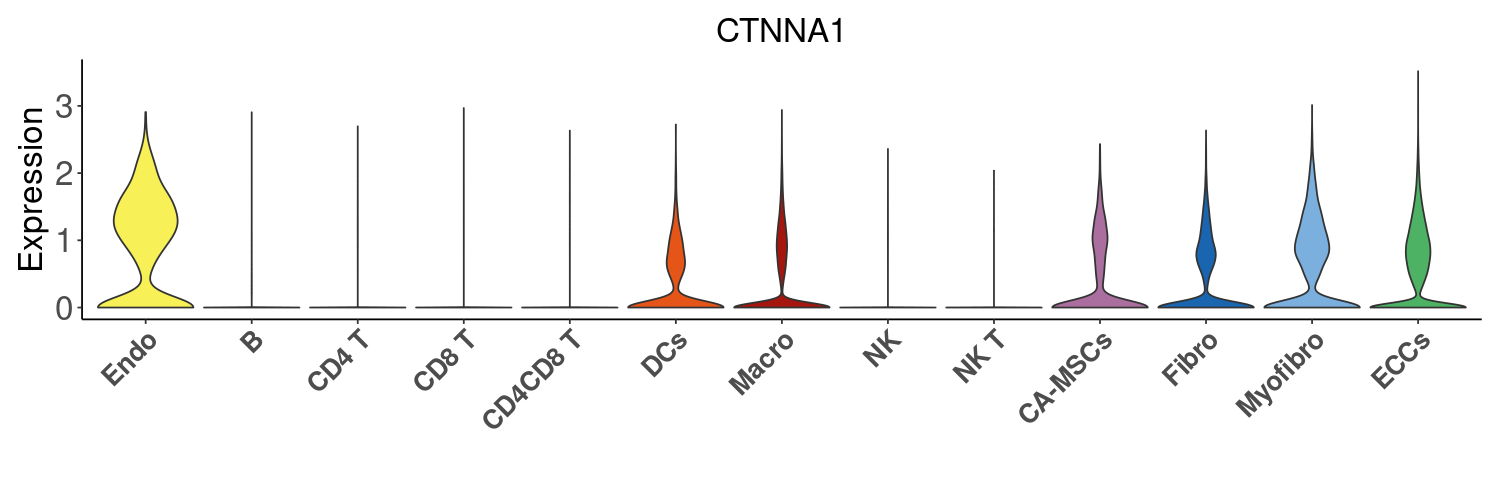 CTNNA1
Expression
3
2
1
0
Endo
B
CD4 T
CD8 T
CD4CD8 T
DCs
Macro
NK
NK T
CA-MSCs
Fibro
Myofibro
ECCs